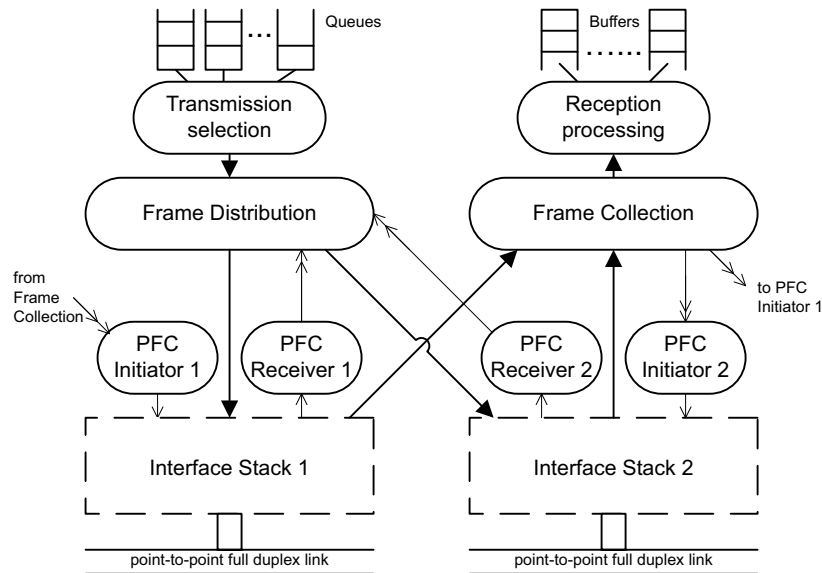 Queues
...
Buffers
......
Transmission
selection
Reception
processing
Frame Distribution
Frame Collection
from
Frame
Collection
to PFC
Initiator 1
PFC
Initiator 1
PFC
Receiver 1
PFC
Receiver 2
PFC
Initiator 2
Interface Stack 1
Interface Stack 2
point-to-point full duplex link
point-to-point full duplex link